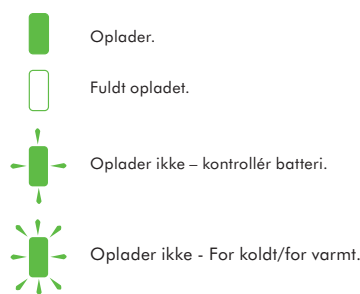 Oplader.
Fuldt opladet.
Oplader ikke – kontrollér batteri.
Oplader ikke - For koldt/for varmt.